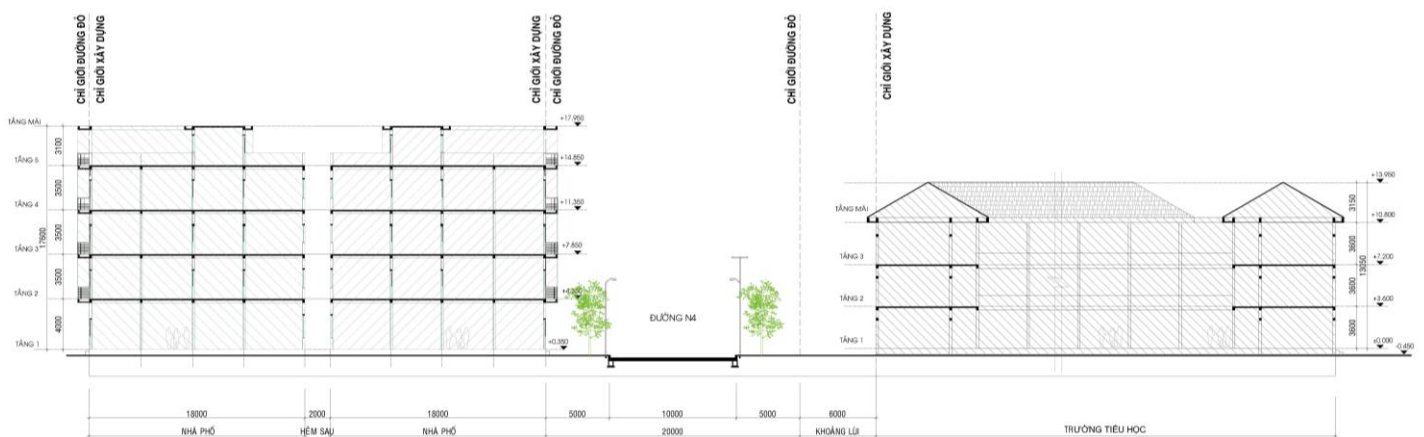 CHỈ GIỚI ĐƯỜNG ĐỎ
CHỈ GIỚI XÂY DỰNG
CHỈ GIỚI XÂY DỰNG
CHỈ GIỚI ĐƯỜNG ĐỎ
CHỈ GIỚI ĐƯỜNG ĐỎ
CHỈ GIỚI XÂY DỰNG
TẦNG MÁI
TẦNG 5
TẦNG 4
TẦNG 3
TẦNG 2
TẦNG 1
3100
3500
3500
3500
4000
17600
+17.950
+14.850
+11.350
+7.850
+0.350
ĐƯỜNG N4
TẦNG MÁI
TẦNG 3
TẦNG 2
TẦNG 1
+13.950
+10.800
+7.200
+3.600
±0.000
-0.450
3150
3600
3600
3600
13050
18000
2000
18000
5000
10000
5000
6000
NHÀ PHỐ
HẺM SAU
NHÀ PHỐ
20000
KHOẢNG LÙI
TRƯỜNG TIỂU HỌC